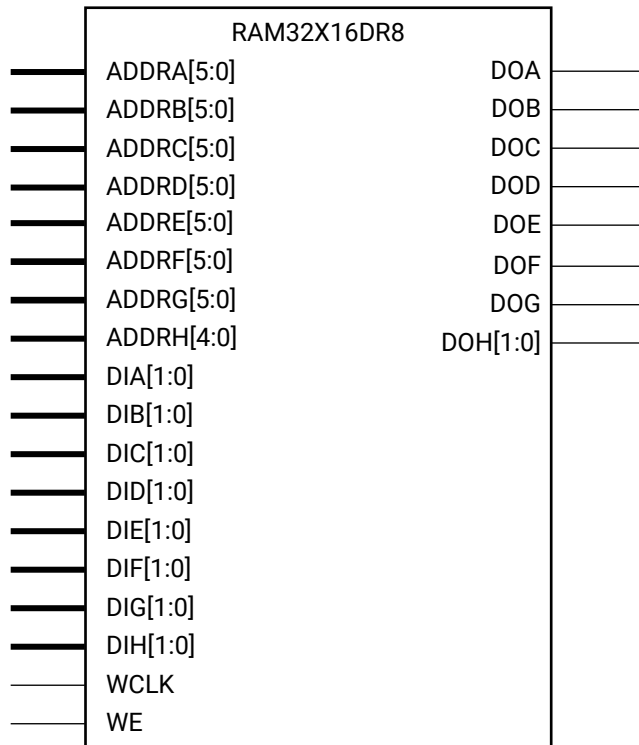 RAM32X16DR8
ADDRA[5:0] DOA
ADDRB[5:0] DOB
ADDRC[5:0] DOC
ADDRD[5:0] DOD
ADDRE[5:0] DOE
ADDRF[5:0] DOF
ADDRG[5:0] DOG
ADDRH[4:0] DOH[1:0]
DIA[1:0]
DIB[1:0]
DIC[1:0]
DID[1:0]
DIE[1:0]
DIF[1:0]
DIG[1:0]
DIH[1:0]
WCLK
WE